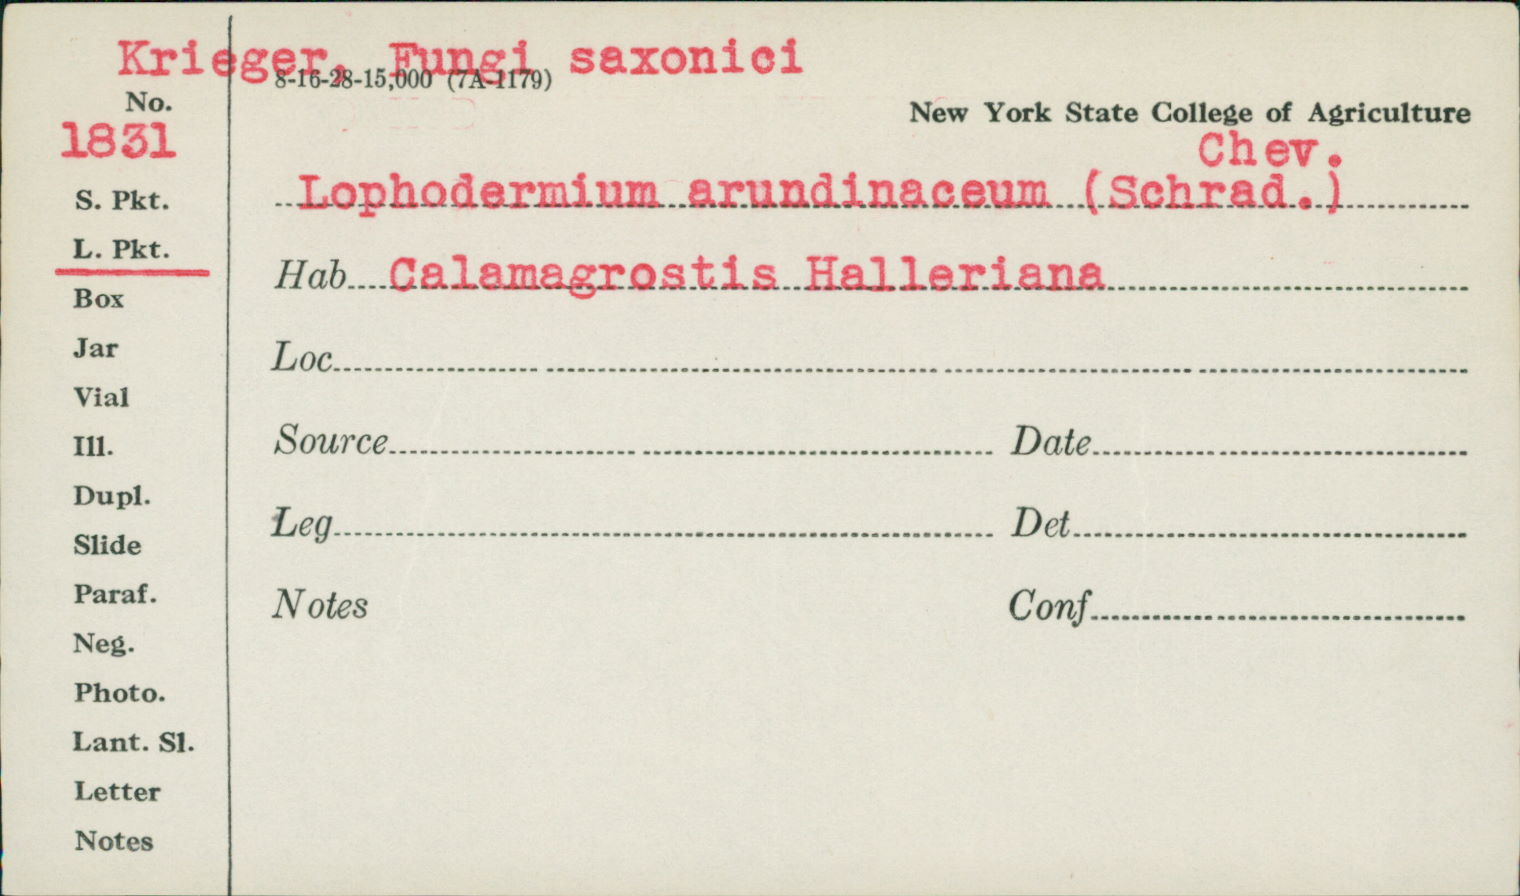 Krieger, Fungi saxonici
8-16-28-15,000 (7A-1179)
No.
New York State College of Agriculture
1831
Chev.
Lophodermium arundinaceum (Schrad.)
S. Pkt.
L. Pkt.
Hab. Calamagrostis Halleriana
Box
Jar
Loc.
Vial
Ill.
Source
Date
Dupl.
Slide
Leg
Det
Paraf.
Notes
Conf
Neg.
Photo.
Lant. Sl.
Letter
Notes